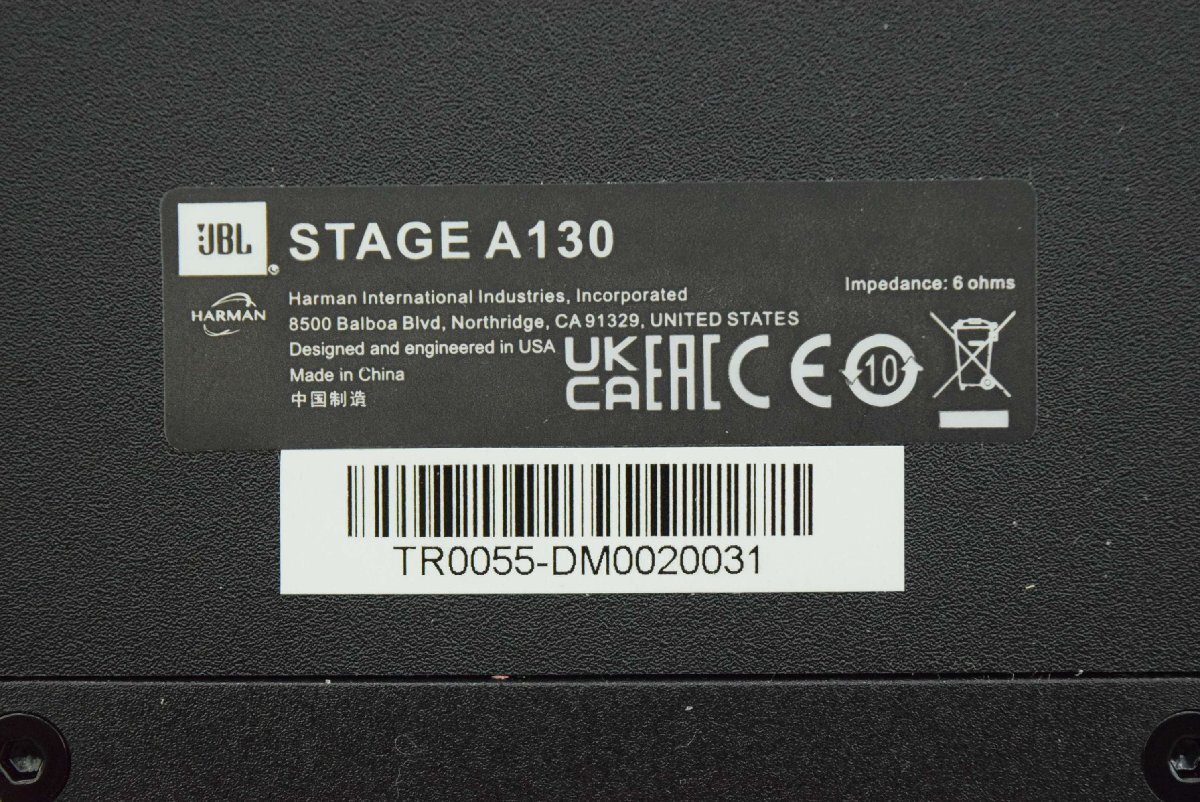 JBL
STAGE A130
HARMAN
Harman International Industries, Incorporated
8500 Balboa Blvd, Northridge, CA 91329, UNITED STATES
Designed and engineered in USA
Made in China
中国制造
Impedance: 6 ohms
UK
CA
EAC
CE
10
TR0055-DM0020031